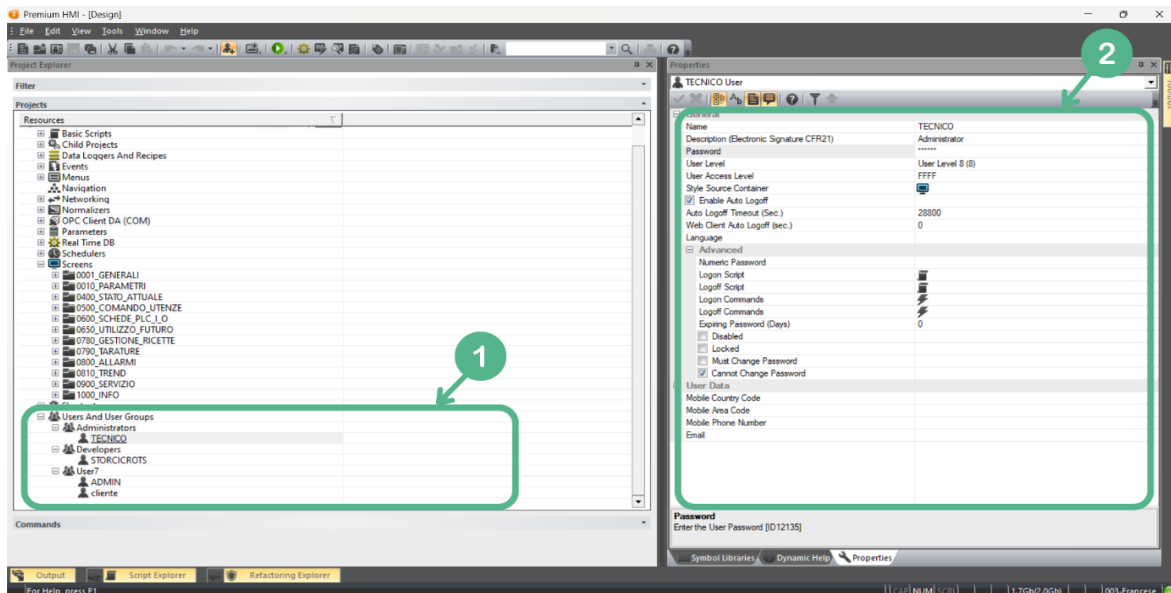 Premium HMI - [Design]
File Edit View Tools Window Help
Project Explorer
Filter
Projects
Resources
Basic Scripts
Child Projects
Data Loggers And Recipes
Events
Menus
Navigation
Networking
Normalizers
OPC Client DA (COM)
Parameters
Real Time DB
Schedulers
Screens
0001_GENERALI
0010_PARAMETRI
0400_STATO_ATTUALE
0500_COMANDO_UTENZE
0600_SCHEDE_PLC_I_O
0650_UTILIZZO_FUTURO
0780_GESTIONE_RICETTE
0790_TARATURE
0800_ALLARMI
0810_TREND
0900_SERVIZIO
1000_INFO
1
Users And User Groups
Administrators
TECNICO
Developers
STORCICROTS
User7
ADMIN
cliente
Commands
2
Properties
TECNICO User
General
Name TECNICO
Description (Electronic Signature CFR21) Administrator
Password ******
User Level User Level 8 (8)
User Access Level FFFF
Style Source Container
Enable Auto Logoff
Auto Logoff Timeout (Sec.) 28800
Web Client Auto Logoff (sec.) 0
Language
Advanced
Numeric Password
Logon Script
Logoff Script
Logon Commands
Logoff Commands
Expiring Password (Days) 0
Disabled
Locked
Must Change Password
Cannot Change Password
User Data
Mobile Country Code
Mobile Area Code
Mobile Phone Number
Email
Password
Enter the User Password [ID12135]
Symbol Libraries Dynamic Help Properties
Output Script Explorer Refactoring Explorer
For Help, press F1 CAP NUM SCRL 1.7Gb(2.0Gb) 003-Francese